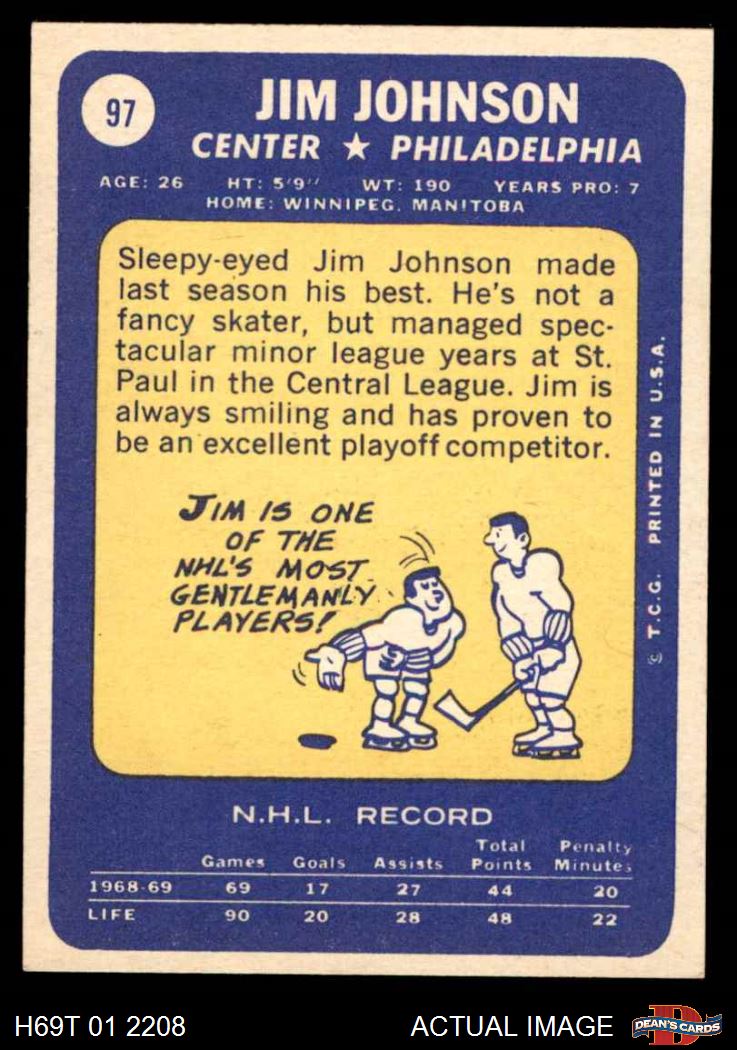 97
JIM JOHNSON
CENTER ★ PHILADELPHIA
AGE: 26 HT: 5'9'' WT: 190 YEARS PRO: 7
HOME: WINNIPEG, MANITOBA
Sleepy-eyed Jim Johnson made
last season his best. He's not a
fancy skater, but managed spec-
tacular minor league years at St.
Paul in the Central League. Jim is
always smiling and has proven to
be an excellent playoff competitor.
JIM IS ONE
OF THE
NHL'S MOST
GENTLEMANLY
PLAYERS!
© T.C.G. PRINTED IN U.S.A.
N.H.L. RECORD
Games Goals Assists Total Points Penalty Minutes
1968-69 69 17 27 44 20
LIFE 90 20 28 48 22
H69T 01 2208 ACTUAL IMAGE
DEAN'S CARDS